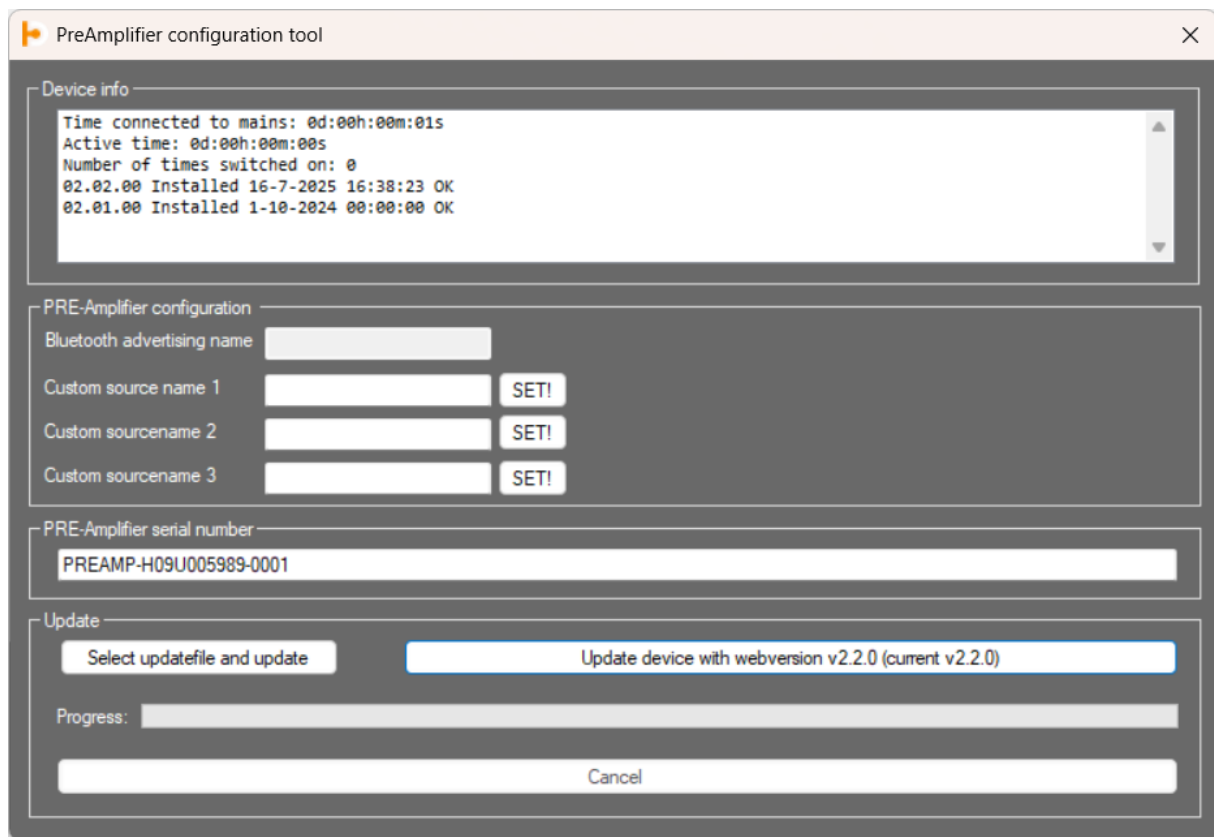 PreAmplifier configuration tool
Device info
Time connected to mains: 0d:00h:00m:01s
Active time: 0d:00h:00m:00s
Number of times switched on: 0
02.02.00 Installed 16-7-2025 16:38:23 OK
02.01.00 Installed 1-10-2024 00:00:00 OK
PRE-Amplifier configuration
Bluetooth advertising name
Custom source name 1 SET!
Custom sourcename 2 SET!
Custom sourcename 3 SET!
PRE-Amplifier serial number
PREAMP-H09U005989-0001
Update
Select updatefile and update Update device with webversion v2.2.0 (current v2.2.0)
Progress:
Cancel